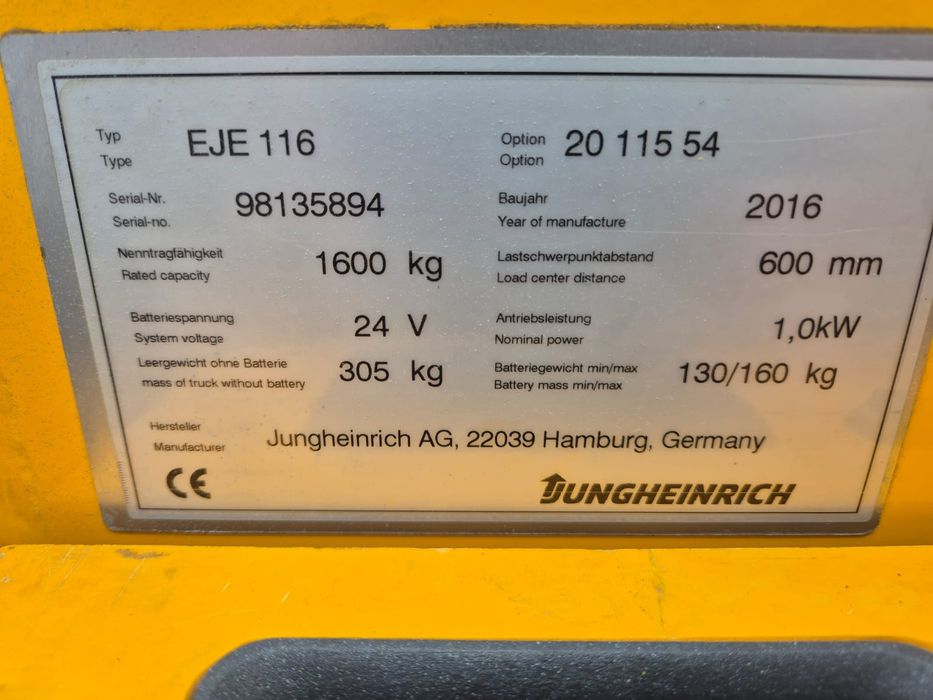 Typ
Type
EJE 116
Option
Option
20 115 54
Serial-Nr.
Serial-no.
98135894
Baujahr
Year of manufacture
2016
Nenntragfähigkeit
Rated capacity
1600 kg
Lastschwerpunktabstand
Load center distance
600 mm
Batteriespannung
System voltage
24 V
Antriebsleistung
Nominal power
1,0kW
Leergewicht ohne Batterie
mass of truck without battery
305 kg
Batteriegewicht min/max
Battery mass min/max
130/160 kg
Hersteller
Manufacturer
Jungheinrich AG, 22039 Hamburg, Germany
CE
JUNGHEINRICH